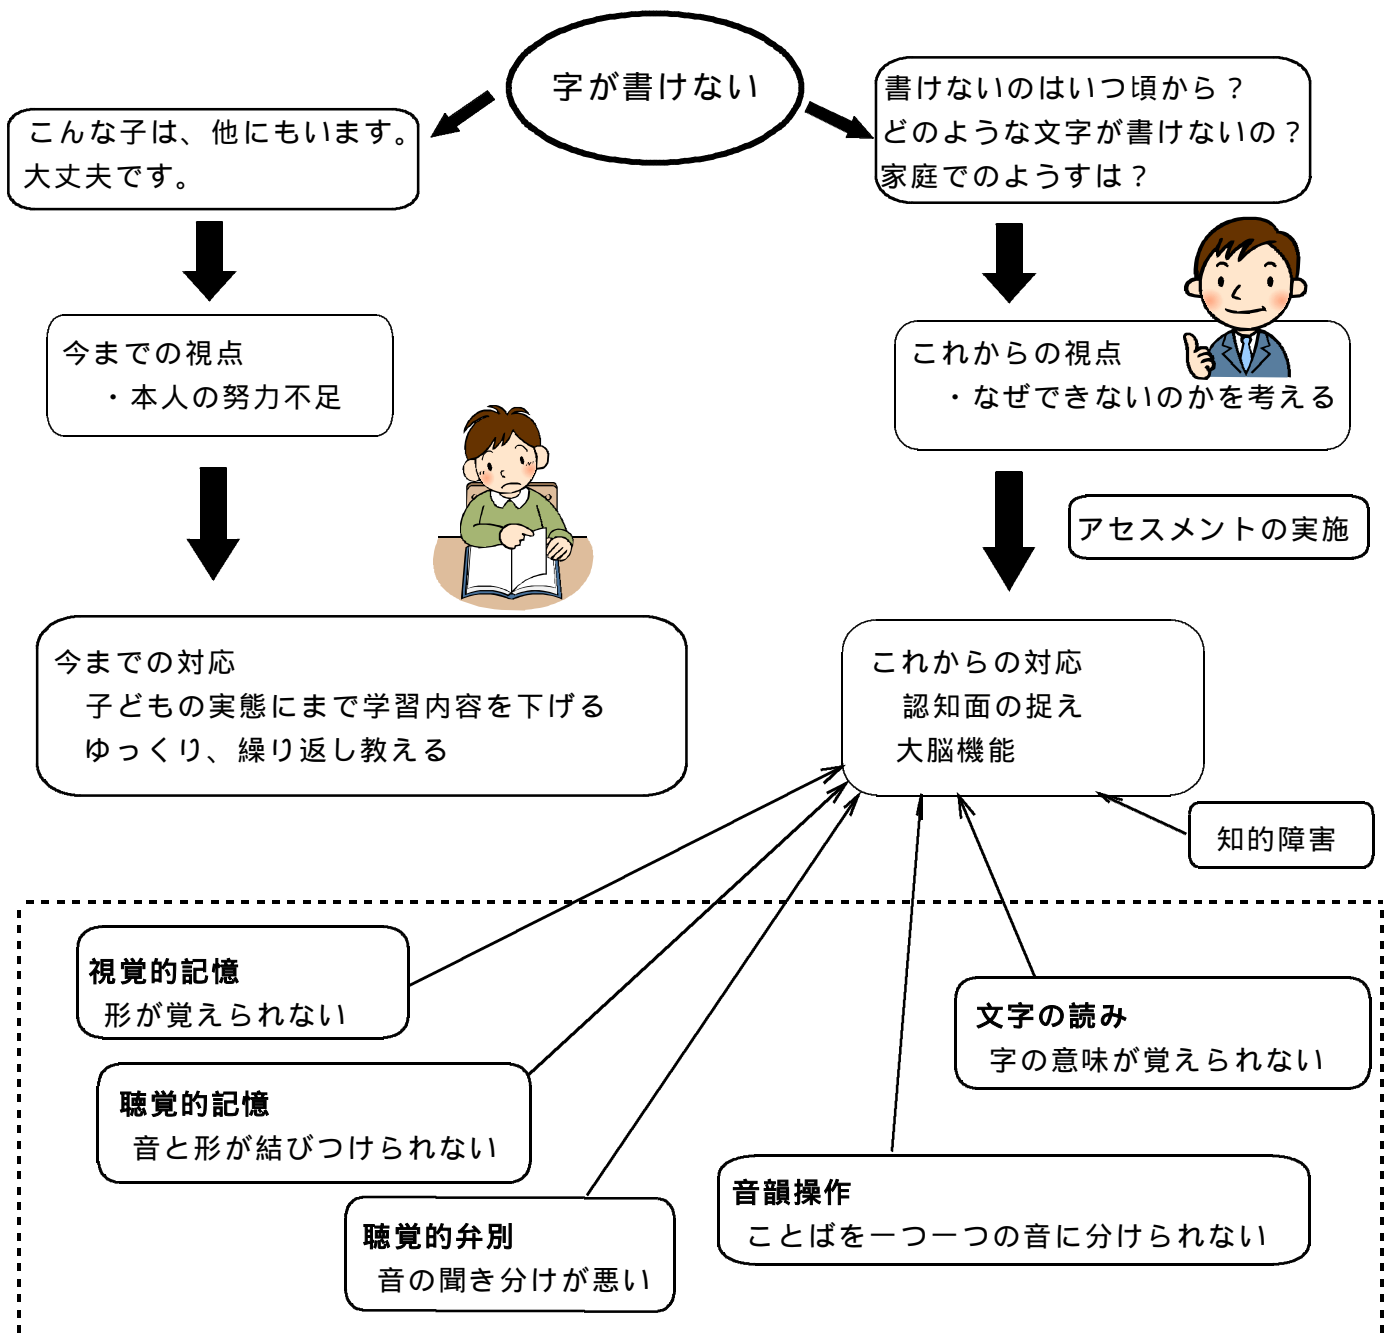 字が書けない
こんな子は、他にもいます。
大丈夫です。
書けないのはいつ頃から？
どのような文字が書けないの？
家庭でのようすは？
今までの視点
・本人の努力不足
これからの視点
・なぜできないのかを考える
アセスメントの実施
今までの対応
子どもの実態にまで学習内容を下げる
ゆっくり、繰り返し教える
これからの対応
認知面の捉え
大脳機能
知的障害
視覚的記憶
形が覚えられない
聴覚的記憶
音と形が結びつけられない
聴覚的弁別
音の聞き分けが悪い
文字の読み
字の意味が覚えられない
音韻操作
ことばを一つ一つの音に分けられない